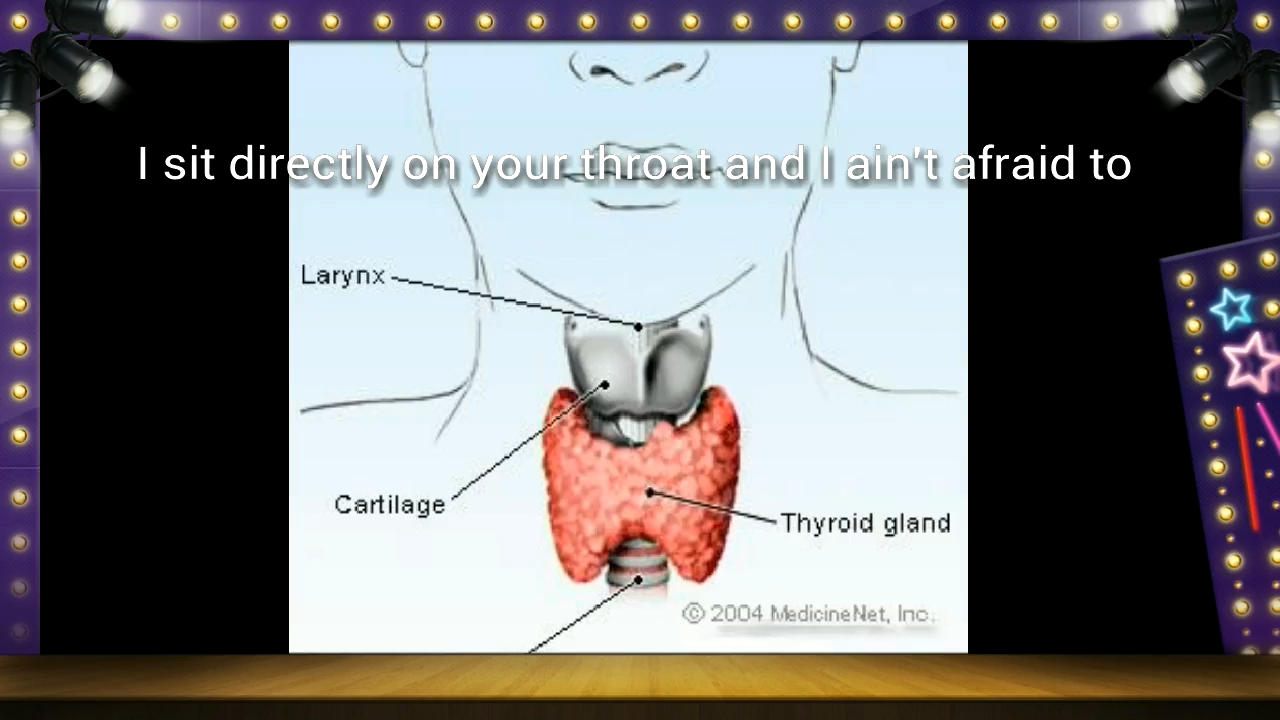 I sit directly on your throat and I ain't afraid to
Larynx
Cartilage
Thyroid gland
© 2004 MedicineNet, Inc.